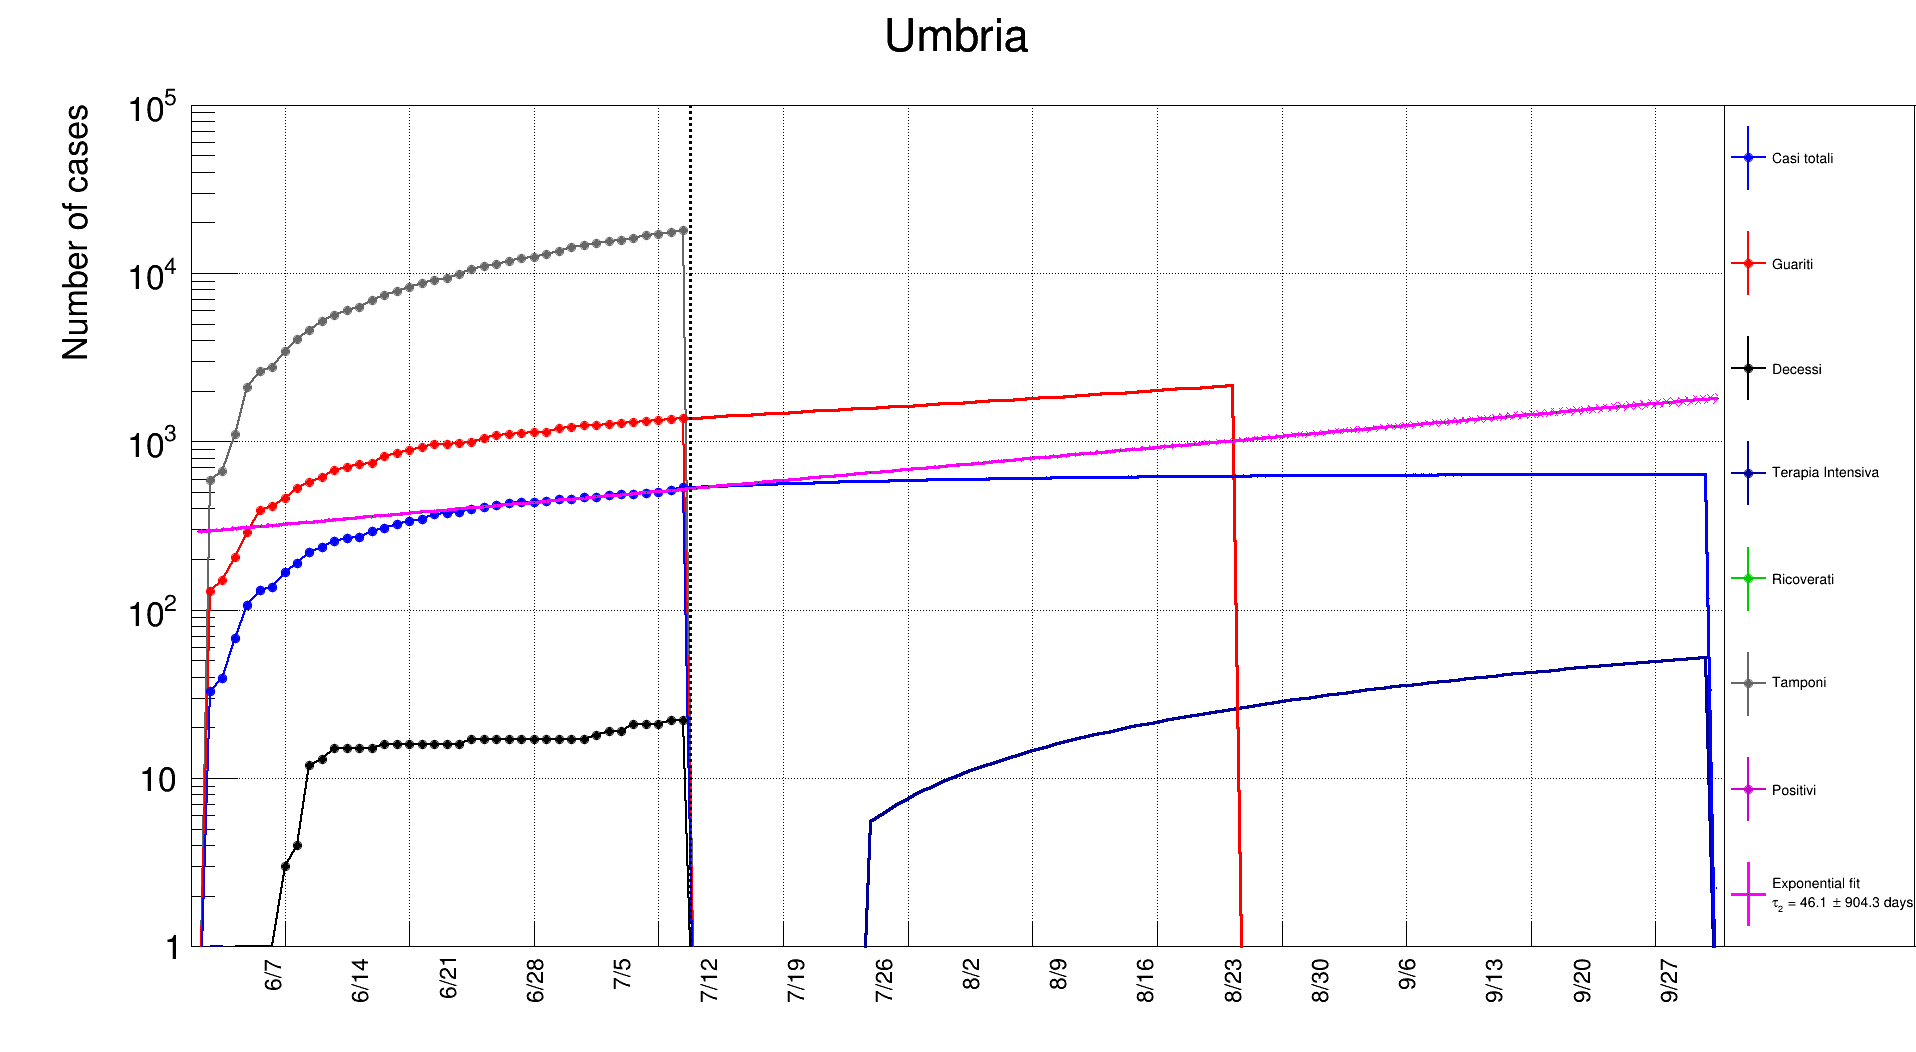 Umbria
Number of cases
10^5
10^4
10^3
10^2
10
1
6/7
6/14
6/21
6/28
7/5
7/12
7/19
7/26
8/2
8/9
8/16
8/23
8/30
9/6
9/13
9/20
9/27
Casi totali
Guariti
Decessi
Terapia Intensiva
Ricoverati
Tamponi
Positivi
Exponential fit
τ₂ = 46.1 ± 904.3 days